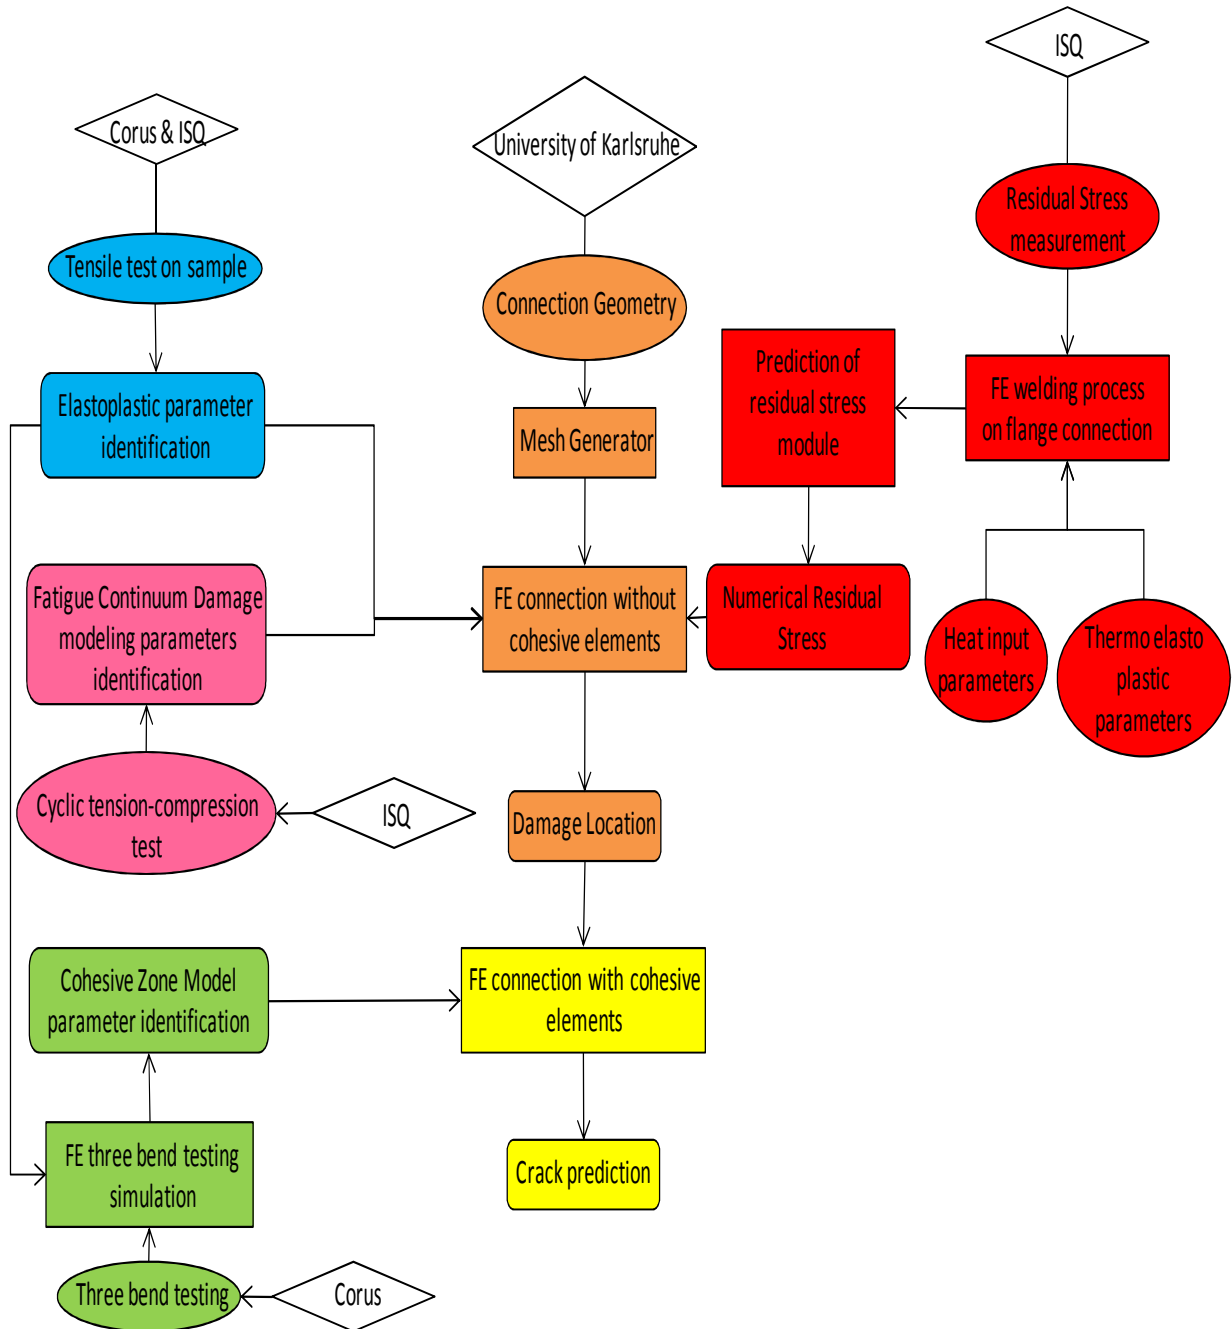 ISQ
Corus & ISQ
University of Karlsruhe
Residual Stress
measurement
Tensile test on sample
Connection Geometry
Prediction of
residual stress
module
FE welding process
on flange connection
Elastoplastic parameter
identification
Mesh Generator
Fatigue Continuum Damage
modeling parameters
identification
FE connection without
cohesive elements
Numerical Residual
Stress
Heat input
parameters
Thermo elasto
plastic
parameters
Cyclic tension-compression
test
ISQ
Damage Location
Cohesive Zone Model
parameter identification
FE connection with cohesive
elements
FE three bend testing
simulation
Crack prediction
Three bend testing
Corus